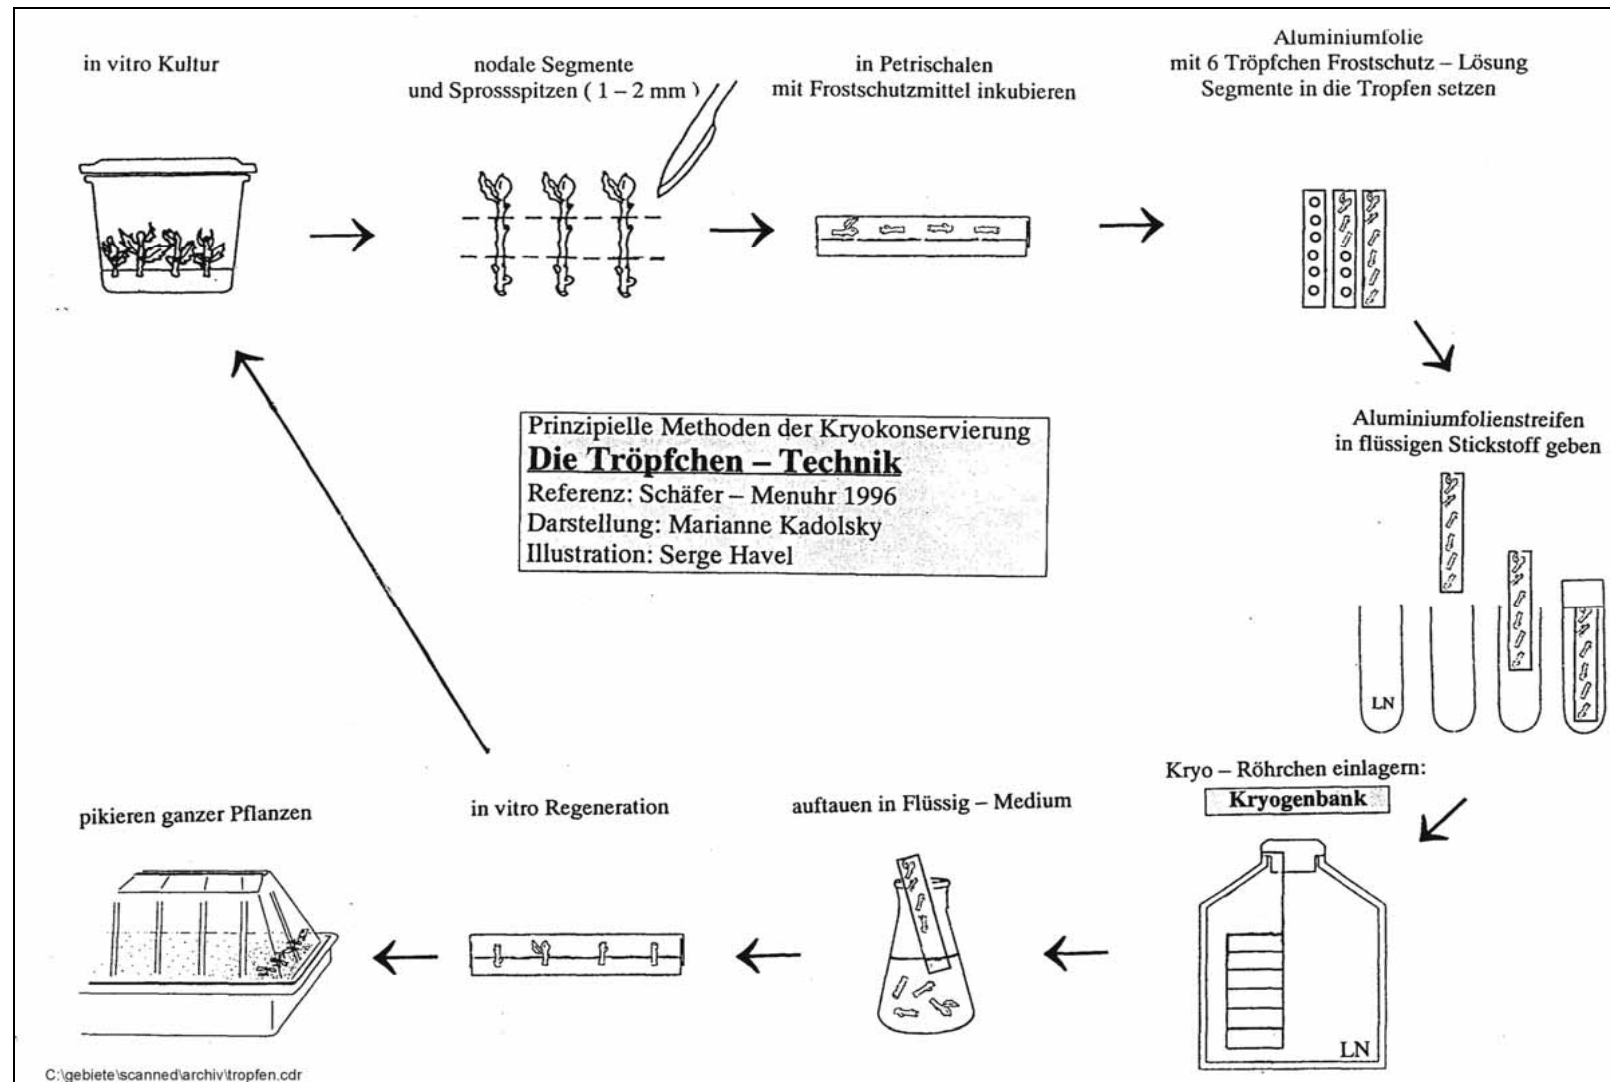 in vitro Kultur
nodale Segmente
und Sprossspitzen ( 1 – 2 mm )
in Petrischalen
mit Frostschutzmittel inkubieren
Aluminiumfolie
mit 6 Tröpfchen Frostschutz – Lösung
Segmente in die Tropfen setzen
Aluminiumfolienstreifen
in flüssigen Stickstoff geben
LN
Prinzipielle Methoden der Kryokonservierung
Die Tröpfchen – Technik
Referenz: Schäfer – Menuhr 1996
Darstellung: Marianne Kadolsky
Illustration: Serge Havel
Kryo – Röhrchen einlagern:
Kryogenbank
LN
auftauen in Flüssig – Medium
in vitro Regeneration
pikieren ganzer Pflanzen
C:\gebiete\scanned\archiv\tropfen.cdr